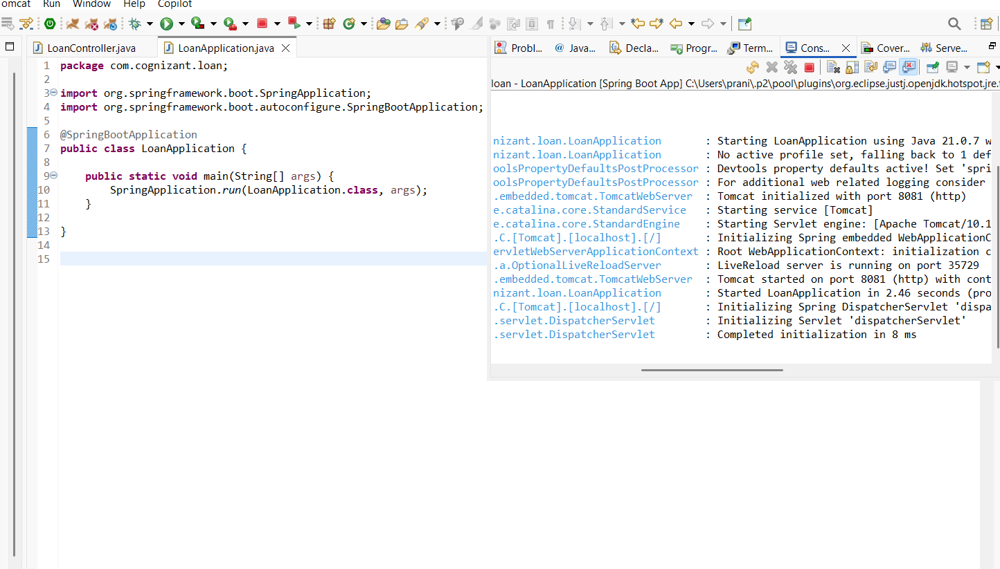 omcat Run Window Help Copilot
LoanController.java LoanApplication.java
1 package com.cognizant.loan;
2
3 import org.springframework.boot.SpringApplication;
4 import org.springframework.boot.autoconfigure.SpringBootApplication;
5
6 @SpringBootApplication
7 public class LoanApplication {
8
9 public static void main(String[] args) {
10 SpringApplication.run(LoanApplication.class, args);
11 }
12
13 }
14
15
Probl... @ Java... Decla... Progr... Term... Cons... Cover... Serve...
loan - LoanApplication [Spring Boot App] C:\Users\prani\.p2\pool\plugins\org.eclipse.justj.openjdk.hotspot.jre.f
nizant.loan.LoanApplication : Starting LoanApplication using Java 21.0.7 w
nizant.loan.LoanApplication : No active profile set, falling back to 1 def
oolsPropertyDefaultsPostProcessor : Devtools property defaults active! Set 'spri
oolsPropertyDefaultsPostProcessor : For additional web related logging consider
.embedded.tomcat.TomcatWebServer : Tomcat initialized with port 8081 (http)
e.catalina.core.StandardService : Starting service [Tomcat]
e.catalina.core.StandardEngine : Starting Servlet engine: [Apache Tomcat/10.1
.C.[Tomcat].[localhost].[/] : Initializing Spring embedded WebApplicationC
ervletWebServerApplicationContext : Root WebApplicationContext: initialization c
.a.OptionalLiveReloadServer : LiveReload server is running on port 35729
.embedded.tomcat.TomcatWebServer : Tomcat started on port 8081 (http) with cont
nizant.loan.LoanApplication : Started LoanApplication in 2.46 seconds (pro
.C.[Tomcat].[localhost].[/] : Initializing Spring DispatcherServlet 'dispa
.servlet.DispatcherServlet : Initializing Servlet 'dispatcherServlet'
.servlet.DispatcherServlet : Completed initialization in 8 ms